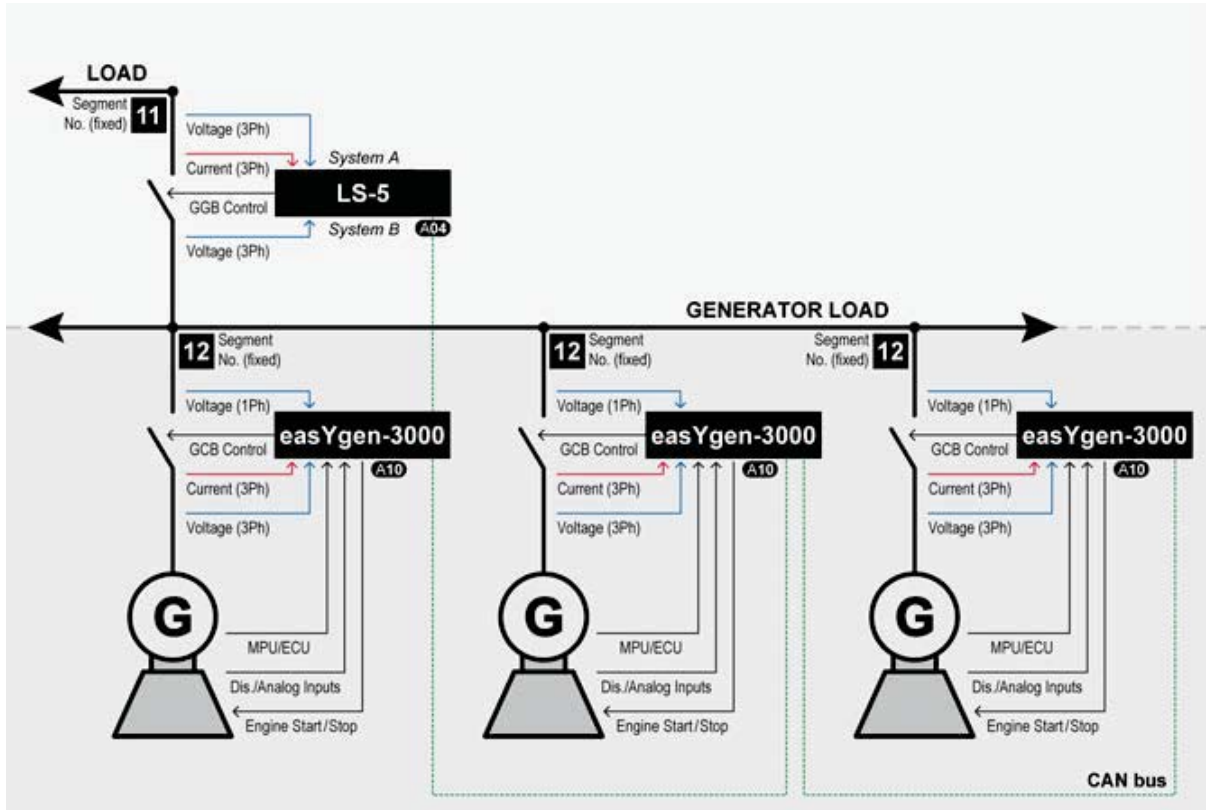 LOAD
Segment
No. (fixed)
11
Voltage (3Ph)
Current (3Ph)
System A
LS-5
GGB Control
System B
A04
Voltage (3Ph)
GENERATOR LOAD
12
Segment
No. (fixed)
12
Segment
No. (fixed)
Segment
No. (fixed)
12
Voltage (1Ph)
easYgen-3000
GCB Control
A10
Current (3Ph)
Voltage (3Ph)
G
MPU/ECU
Dis./Analog Inputs
Engine Start/Stop
Voltage (1Ph)
easYgen-3000
GCB Control
A10
Current (3Ph)
Voltage (3Ph)
G
MPU/ECU
Dis./Analog Inputs
Engine Start/Stop
Voltage (1Ph)
easYgen-3000
GCB Control
A10
Current (3Ph)
Voltage (3Ph)
G
MPU/ECU
Dis./Analog Inputs
Engine Start/Stop
CAN bus